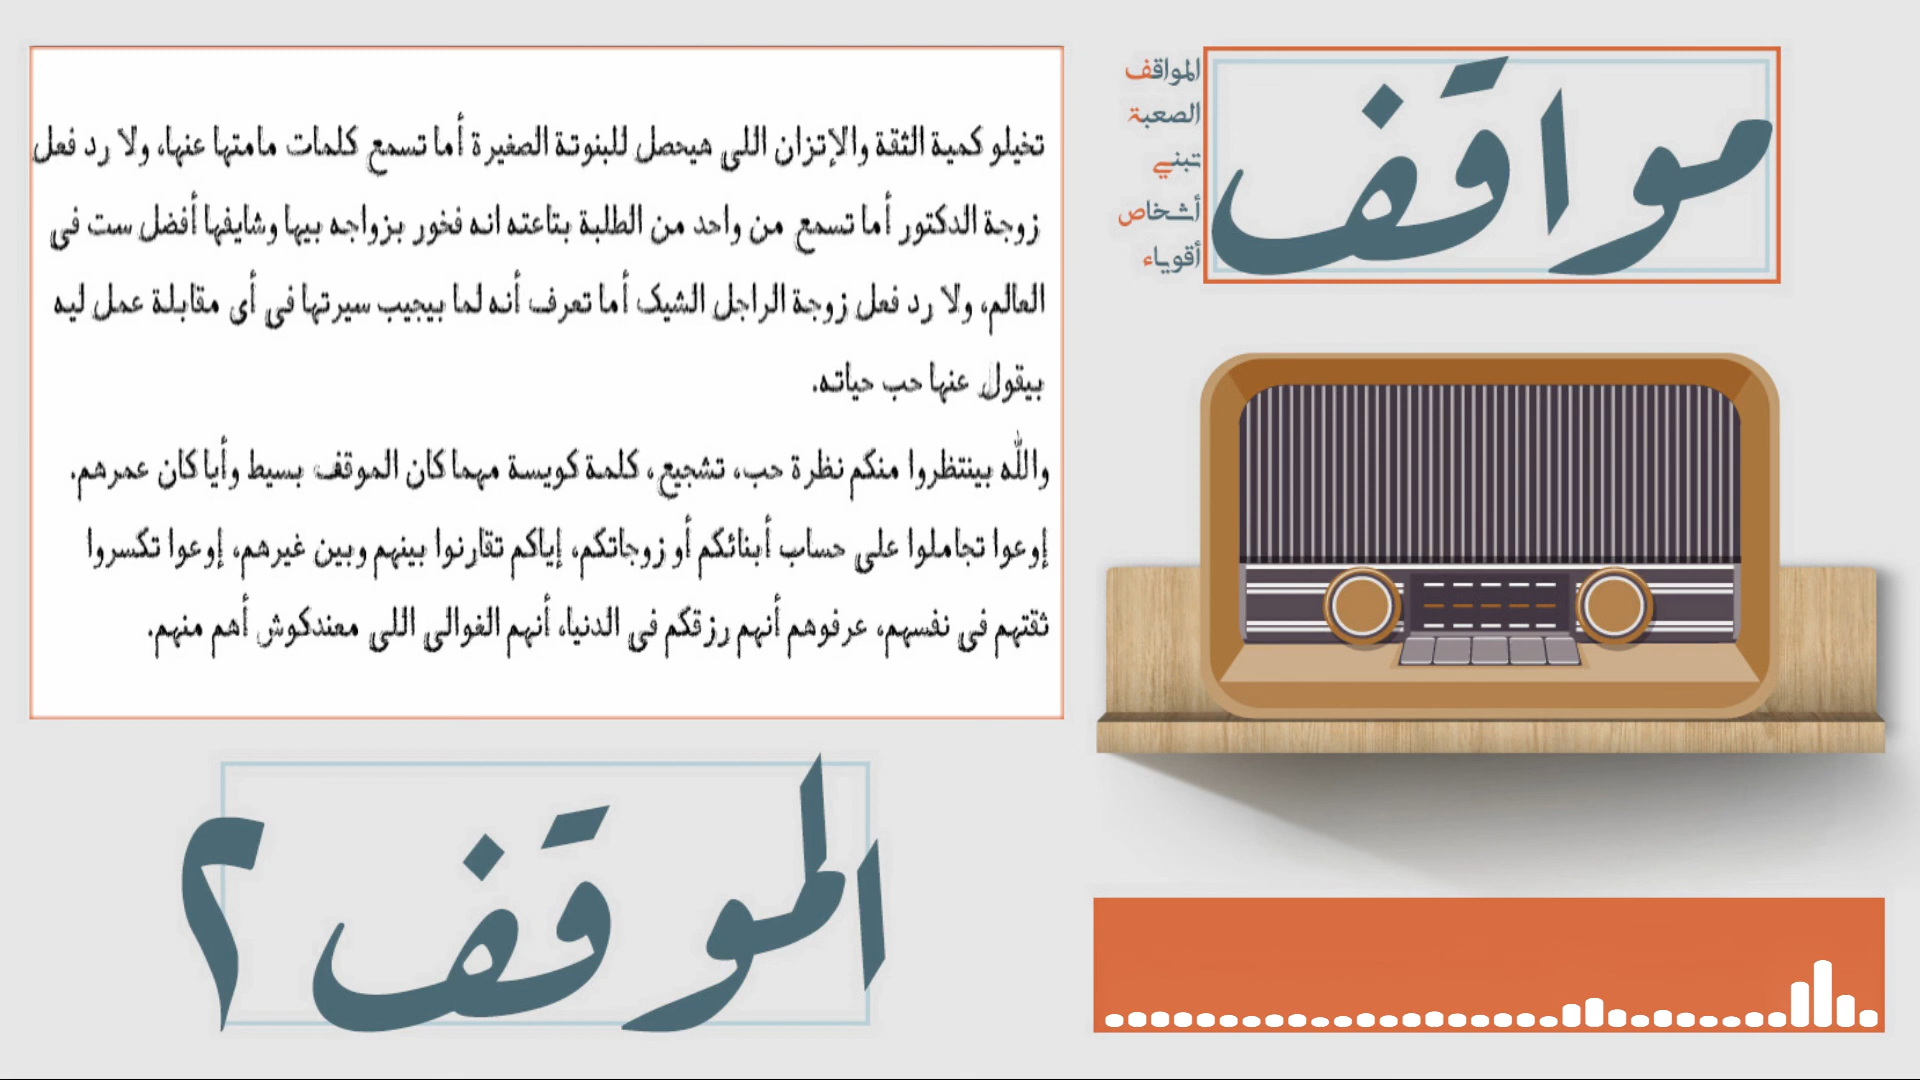 مواقف
المواقف
الصعبة
تبني
أشخاص
أقوياء
تخيلو كمية الثقة والإتزان اللى هيحصل للبنوتة الصغيرة أما تسمع كلمات مامتها عنها، ولا رد فعل
زوجة الدكتور أما تسمع من واحد من الطلبة بتاعته انه فخور بزواجه بيها وشايفها أفضل ست فى
العالم، ولا رد فعل زوجة الراجل الشيك أما تعرف أنه لما بيجيب سيرتها فى أى مقابلة عمل ليه
بيقول عنها حب حياته.
والله بينتظروا منكم نظرة حب، تشجيع، كلمة كويسة مهما كان الموقف بسيط وأيا كان عمرهم.
إوعوا تجاملوا على حساب أبنائكم أو زوجاتكم، إياكم تقارنوا بينهم وبين غيرهم، إوعوا تكسروا
ثقتهم فى نفسهم، عرفوهم أنهم رزقكم فى الدنيا، أنهم الغوالى اللى معندكوش أهم منهم.
الموقف ٢